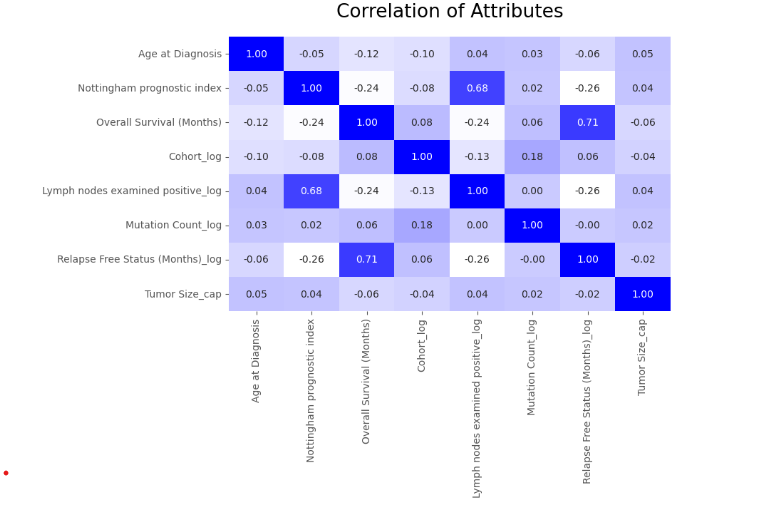 Correlation of Attributes
Age at Diagnosis 1.00 -0.05 -0.12 -0.10 0.04 0.03 -0.06 0.05
Nottingham prognostic index -0.05 1.00 -0.24 -0.08 0.68 0.02 -0.26 0.04
Overall Survival (Months) -0.12 -0.24 1.00 0.08 -0.24 0.06 0.71 -0.06
Cohort_log -0.10 -0.08 0.08 1.00 -0.13 0.18 0.06 -0.04
Lymph nodes examined positive_log 0.04 0.68 -0.24 -0.13 1.00 0.00 -0.26 0.04
Mutation Count_log 0.03 0.02 0.06 0.18 0.00 1.00 -0.00 0.02
Relapse Free Status (Months)_log -0.06 -0.26 0.71 0.06 -0.26 -0.00 1.00 -0.02
Tumor Size_cap 0.05 0.04 -0.06 -0.04 0.04 0.02 -0.02 1.00
Age at Diagnosis
Nottingham prognostic index
Overall Survival (Months)
Cohort_log
Lymph nodes examined positive_log
Mutation Count_log
Relapse Free Status (Months)_log
Tumor Size_cap